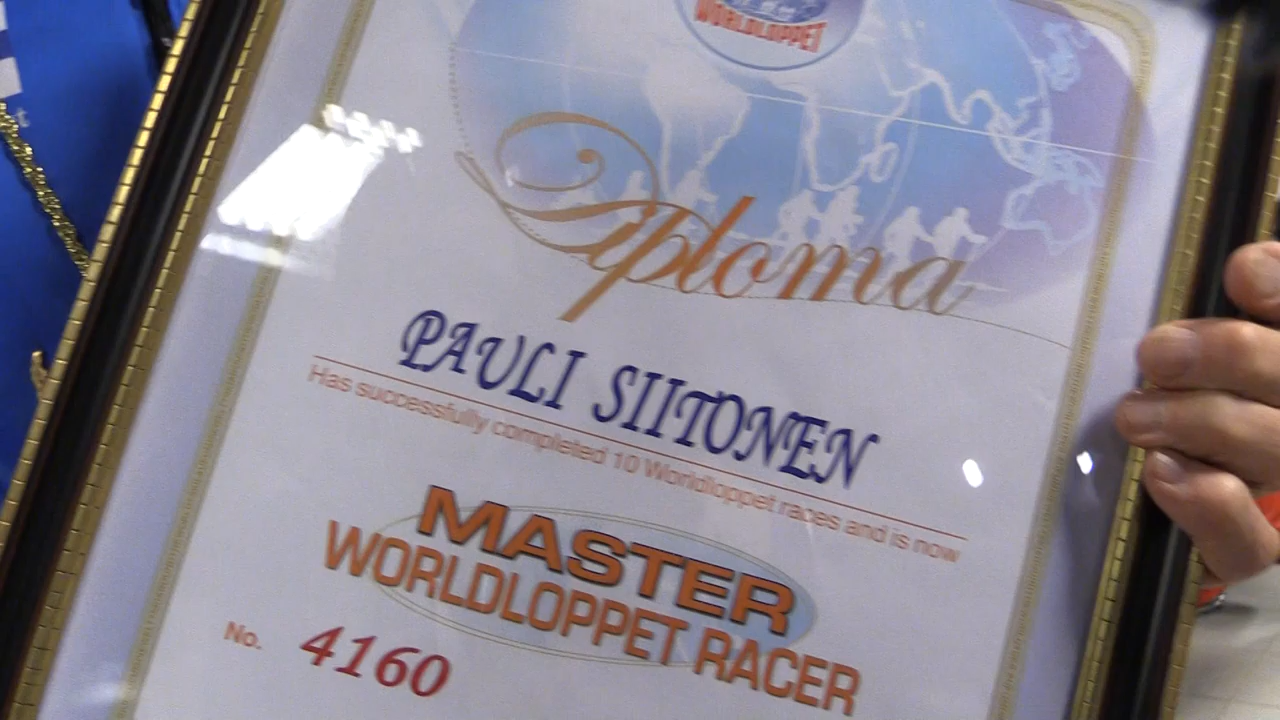 WORLDLOPPET
Diploma
PAULI SIITONEN
Has successfully completed 10 Worldloppet races and is now
MASTER
WORLDLOPPET RACER
No. 4160